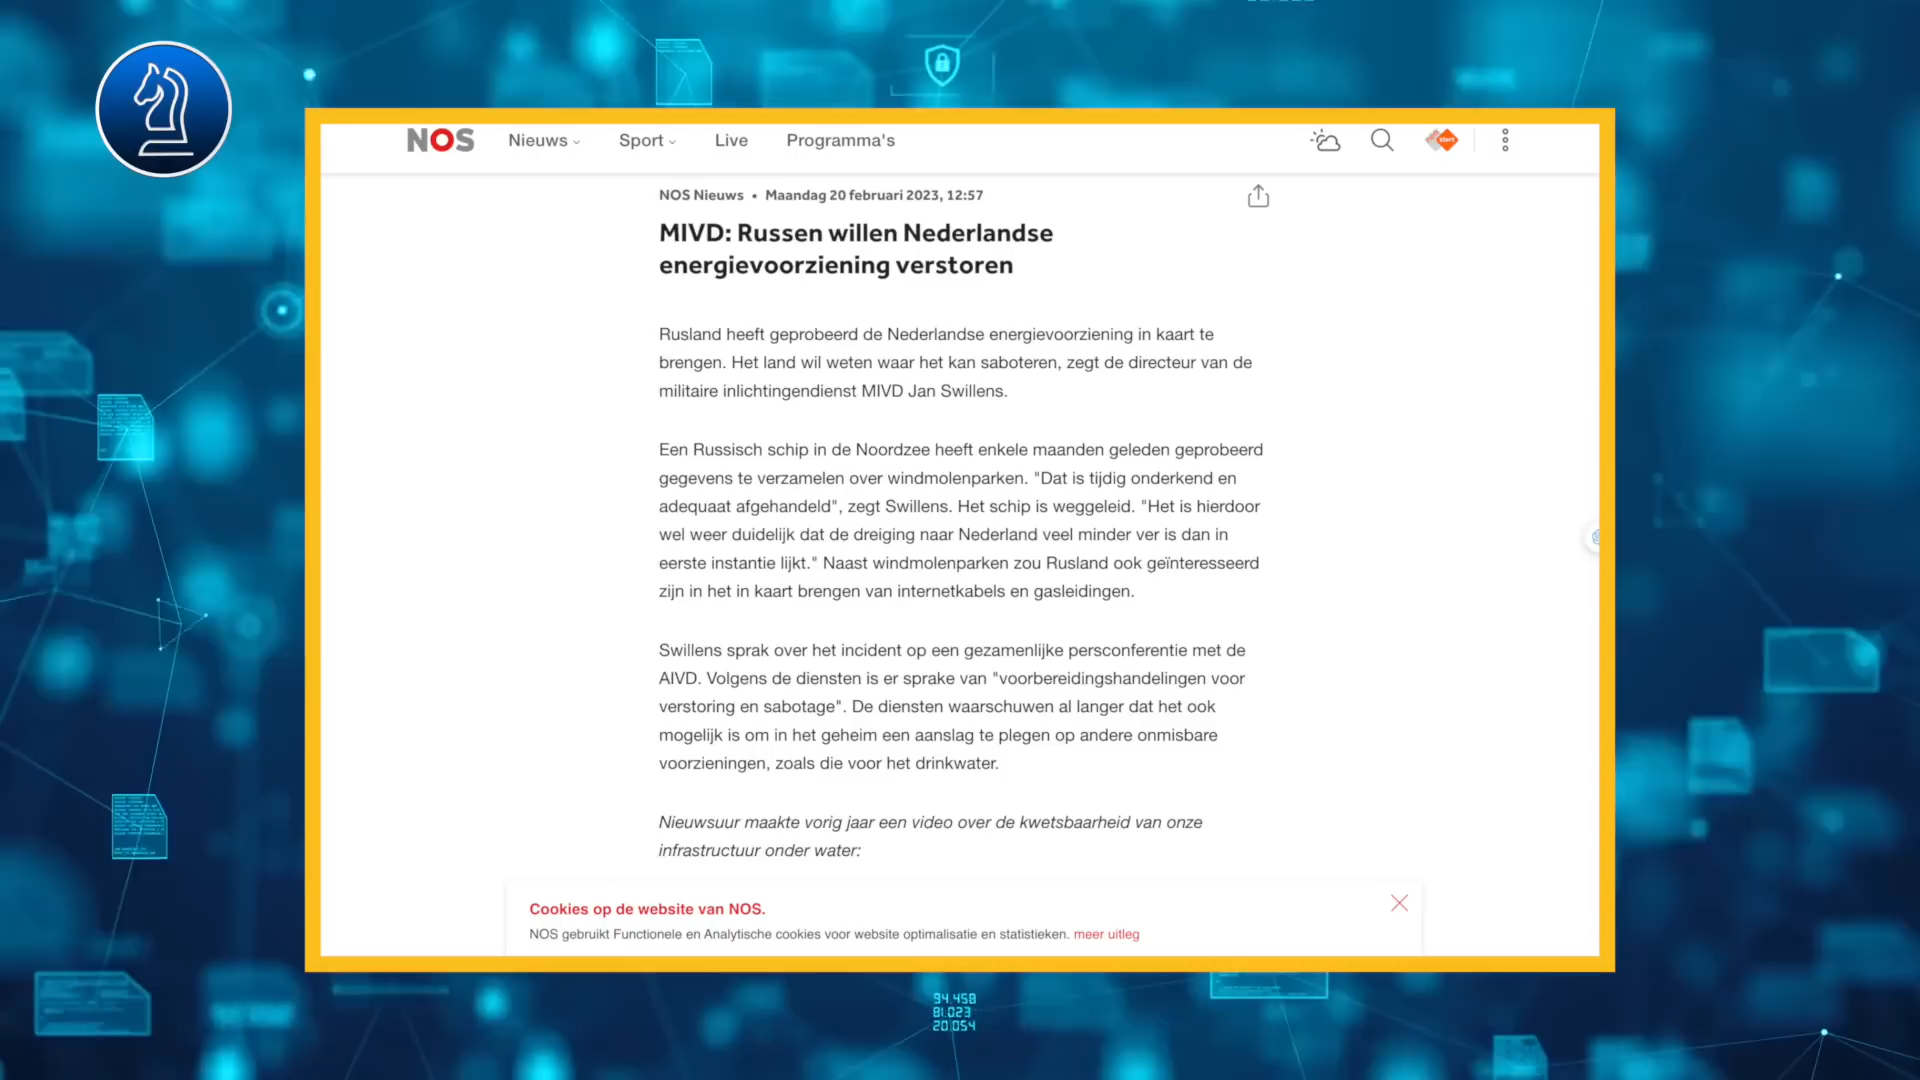 NOS
Nieuws
Sport
Live
Programma's
NOS Nieuws • Maandag 20 februari 2023, 12:57
MIVD: Russen willen Nederlandse
energievoorziening verstoren
Rusland heeft geprobeerd de Nederlandse energievoorziening in kaart te
brengen. Het land wil weten waar het kan saboteren, zegt de directeur van de
militaire inlichtingendienst MIVD Jan Swillens.
Een Russisch schip in de Noordzee heeft enkele maanden geleden geprobeerd
gegevens te verzamelen over windmolenparken. "Dat is tijdig onderkend en
adequaat afgehandeld", zegt Swillens. Het schip is weggeleid. "Het is hierdoor
wel weer duidelijk dat de dreiging naar Nederland veel minder ver is dan in
eerste instantie lijkt." Naast windmolenparken zou Rusland ook geïnteresseerd
zijn in het in kaart brengen van internetkabels en gasleidingen.
Swillens sprak over het incident op een gezamenlijke persconferentie met de
AIVD. Volgens de diensten is er sprake van "voorbereidingshandelingen voor
verstoring en sabotage". De diensten waarschuwen al langer dat het ook
mogelijk is om in het geheim een aanslag te plegen op andere onmisbare
voorzieningen, zoals die voor het drinkwater.
Nieuwsuur maakte vorig jaar een video over de kwetsbaarheid van onze
infrastructuur onder water:
Cookies op de website van NOS.
NOS gebruikt Functionele en Analytische cookies voor website optimalisatie en statistieken. meer uitleg
94.458
81.023
20.054